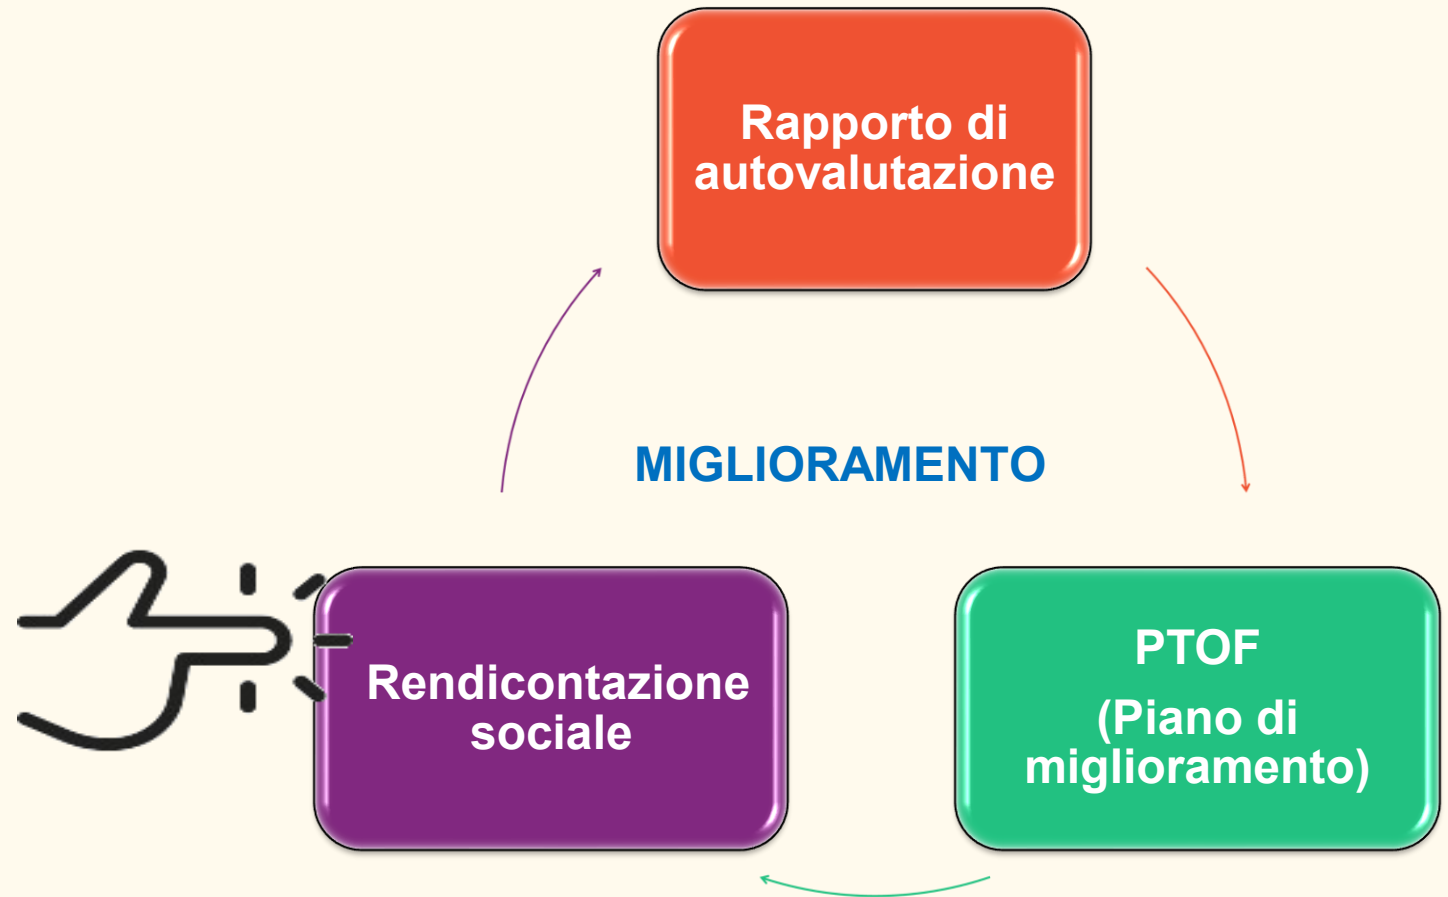 Rapporto di
autovalutazione
MIGLIORAMENTO
Rendicontazione
sociale
PTOF
(Piano di
miglioramento)